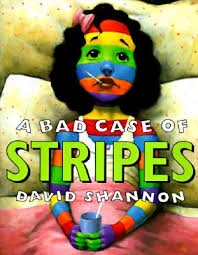 A BAD CASE OF
STRIPES
DAVID SHANNON